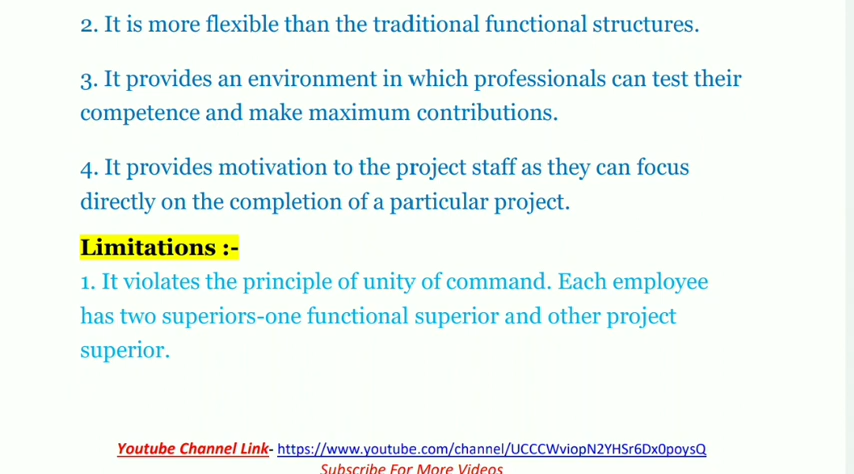 2. It is more flexible than the traditional functional structures.
3. It provides an environment in which professionals can test their
competence and make maximum contributions.
4. It provides motivation to the project staff as they can focus
directly on the completion of a particular project.
Limitations :-
1. It violates the principle of unity of command. Each employee
has two superiors-one functional superior and other project
superior.
Youtube Channel Link- https://www.youtube.com/channel/UCCCWviopN2YHSr6Dx0poysQ
Subscribe For More Videos